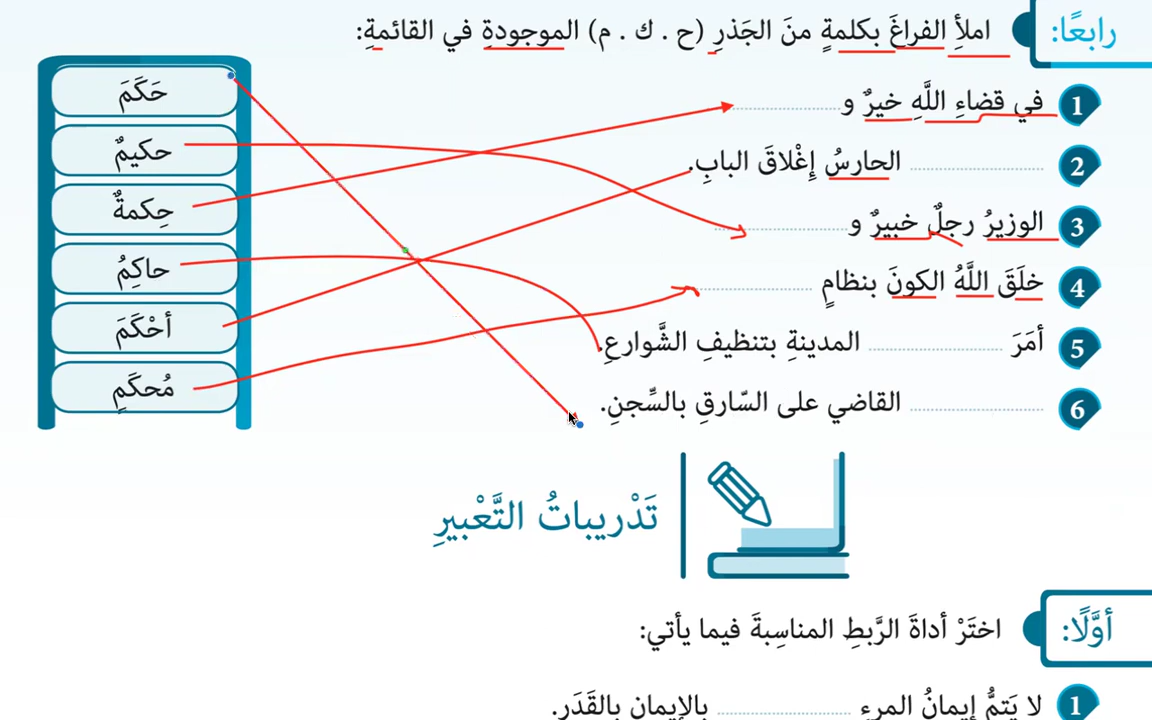 رابعًا: املأِ الفراغَ بكلمةٍ منَ الجَذرِ (ح . ك . م) الموجودةِ في القائمةِ:
1 في قضاءِ اللَّهِ خيرٌ و ..........
2 .......... الحارسُ إِغْلاقَ البابِ.
3 الوزيرُ رجلٌ خبيرٌ و ..........
4 خلَقَ اللَّهُ الكونَ بنظامٍ ..........
5 أمَرَ .......... المدينةِ بتنظيفِ الشَّوارعِ.
6 .......... القاضي على السّارقِ بالسِّجنِ.
حَكَمَ
حكيمٌ
حِكمةٌ
حاكِمُ
أحْكَمَ
مُحكَمٍ
تَدْريباتُ التَّعْبيرِ
أوَّلًا: اختَرْ أداةَ الرَّبطِ المناسِبةَ فيما يأتي:
1 لا يَتمُّ إيمانُ المرءِ .......... بالإيمانِ بالقَدَرِ.